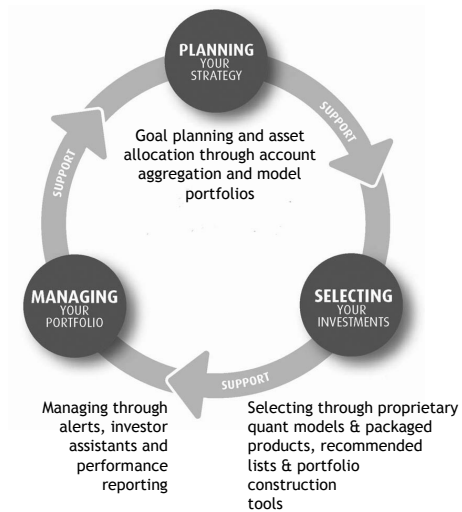 PLANNING
YOUR
STRATEGY
SUPPORT
Goal planning and asset
allocation through account
aggregation and model
portfolios
SUPPORT
MANAGING
YOUR
PORTFOLIO
SELECTING
YOUR
INVESTMENTS
SUPPORT
Managing through
alerts, investor
assistants and
performance
reporting
Selecting through proprietary
quant models & packaged
products, recommended
lists & portfolio
construction
tools